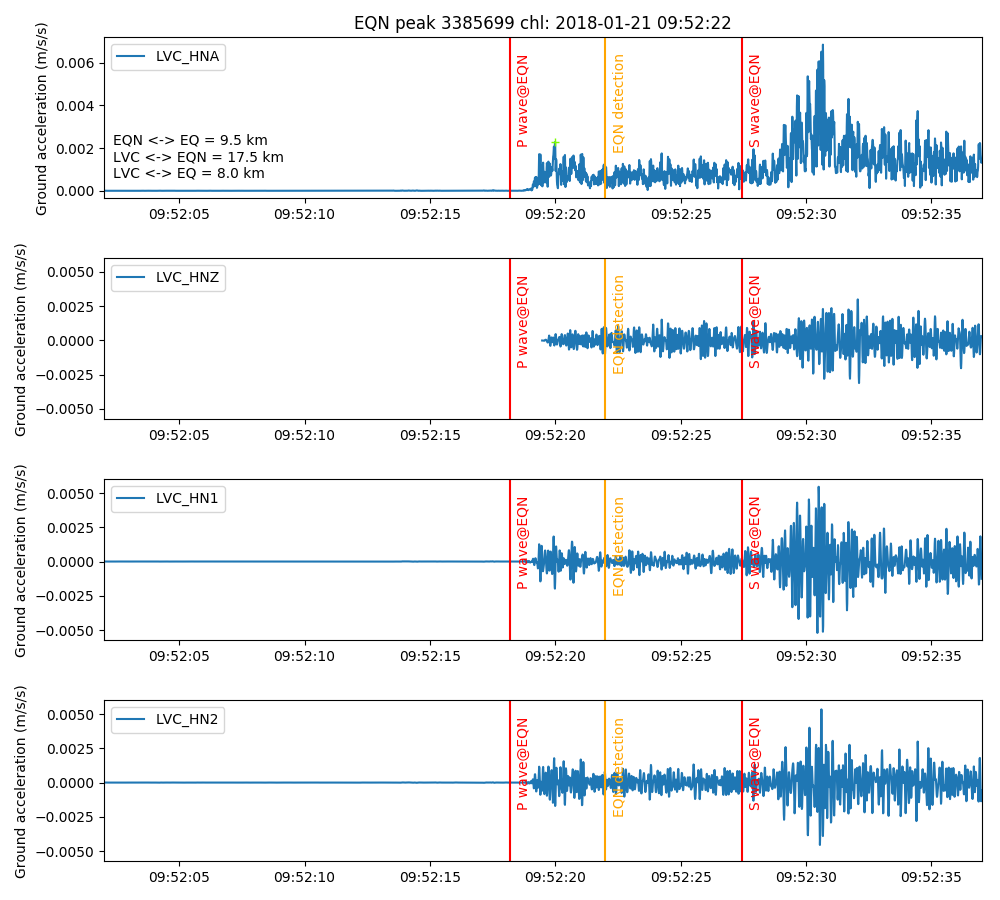 EQN peak 3385699 chl: 2018-01-21 09:52:22
Ground acceleration (m/s/s)
0.006
0.004
0.002
0.000
LVC_HNA
EQN <-> EQ = 9.5 km
LVC <-> EQN = 17.5 km
LVC <-> EQ = 8.0 km
P wave@EQN
EQN detection
S wave@EQN
09:52:05 09:52:10 09:52:15 09:52:20 09:52:25 09:52:30 09:52:35
Ground acceleration (m/s/s)
0.0050
0.0025
0.0000
−0.0025
−0.0050
LVC_HNZ
P wave@EQN
EQN detection
S wave@EQN
09:52:05 09:52:10 09:52:15 09:52:20 09:52:25 09:52:30 09:52:35
Ground acceleration (m/s/s)
0.0050
0.0025
0.0000
−0.0025
−0.0050
LVC_HN1
P wave@EQN
EQN detection
S wave@EQN
09:52:05 09:52:10 09:52:15 09:52:20 09:52:25 09:52:30 09:52:35
Ground acceleration (m/s/s)
0.0050
0.0025
0.0000
−0.0025
−0.0050
LVC_HN2
P wave@EQN
EQN detection
S wave@EQN
09:52:05 09:52:10 09:52:15 09:52:20 09:52:25 09:52:30 09:52:35